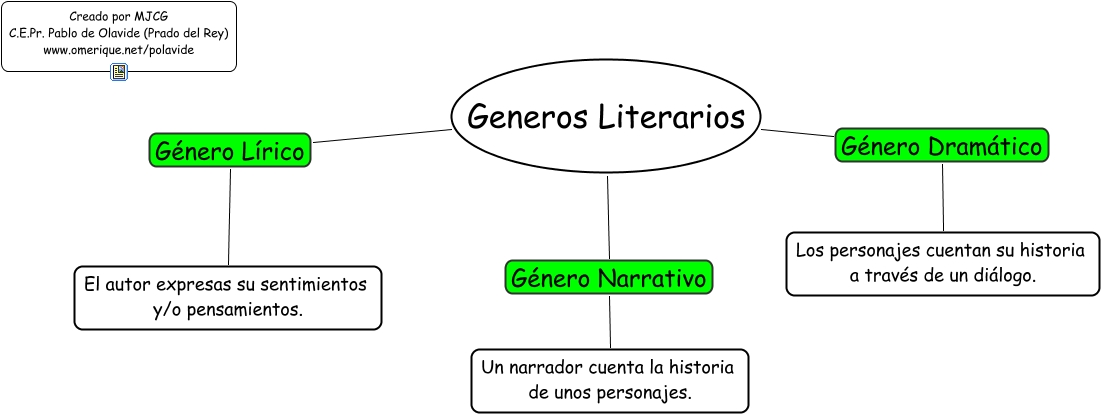 Creado por MJCG
C.E.Pr. Pablo de Olavide (Prado del Rey)
www.omerique.net/polavide
Generos Literarios
Género Lírico
El autor expresas su sentimientos
y/o pensamientos.
Género Narrativo
Un narrador cuenta la historia
de unos personajes.
Género Dramático
Los personajes cuentan su historia
a través de un diálogo.